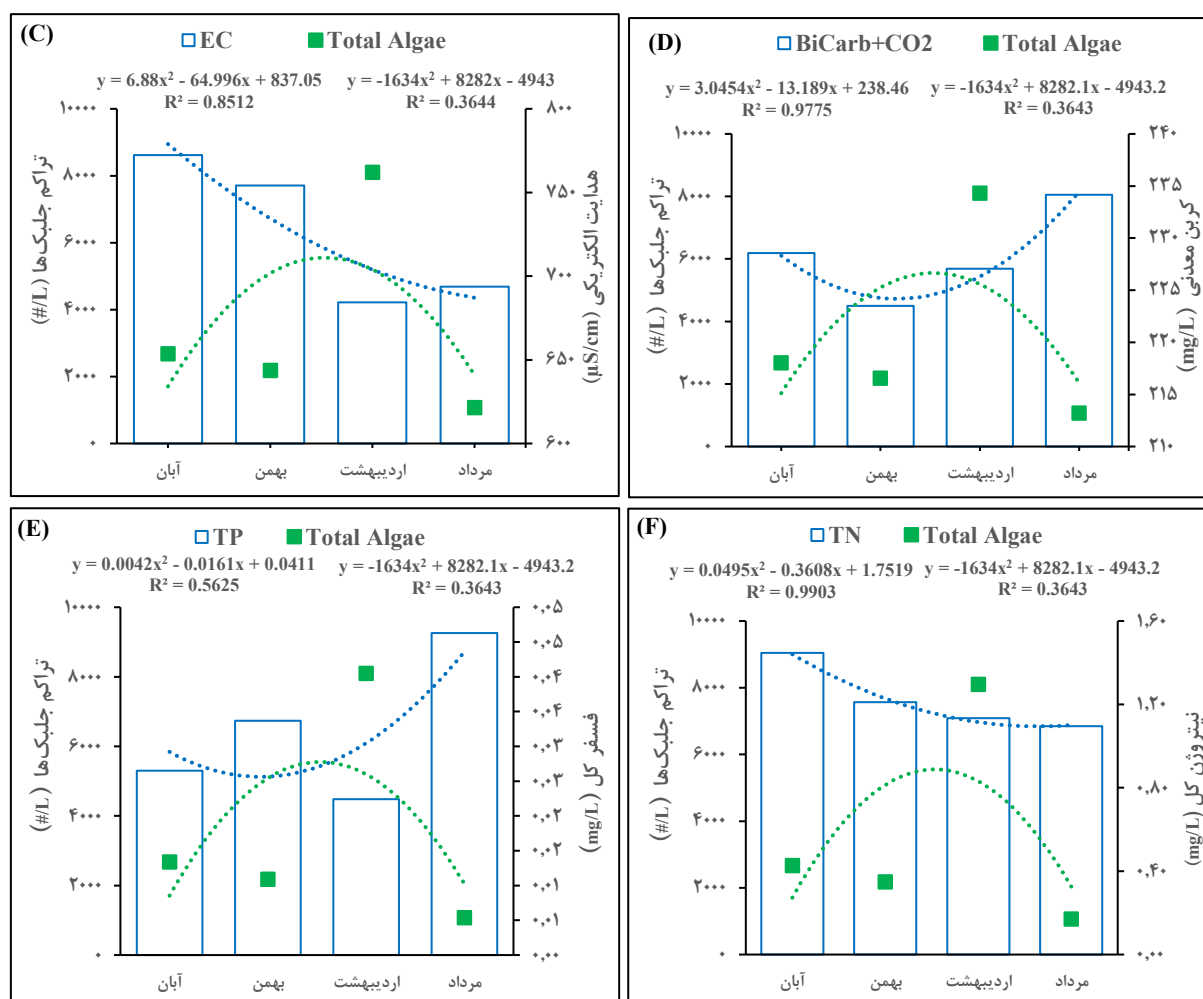 (C)
EC Total Algae
y = 6.88x² - 64.996x + 837.05 y = -1634x² + 8282x - 4943
R² = 0.8512 R² = 0.3644
۱۰۰۰۰
۸۰۰۰
۶۰۰۰
۴۰۰۰
۲۰۰۰
۰
تراکم جلبک‌ها (#/L)
۸۰۰
۷۵۰
۷۰۰
۶۵۰
۶۰۰
هدایت الکتریکی (µS/cm)
آبان بهمن اردیبهشت مرداد
(D)
BiCarb+CO2 Total Algae
y = 3.0454x² - 13.189x + 238.46 y = -1634x² + 8282.1x - 4943.2
R² = 0.9775 R² = 0.3643
۱۰۰۰۰
۸۰۰۰
۶۰۰۰
۴۰۰۰
۲۰۰۰
۰
تراکم جلبک‌ها (#/L)
۲۴۰
۲۳۵
۲۳۰
۲۲۵
۲۲۰
۲۱۵
۲۱۰
کربن معدنی
(mg/L)
آبان بهمن اردیبهشت مرداد
(E)
TP Total Algae
y = 0.0042x² - 0.0161x + 0.0411 y = -1634x² + 8282.1x - 4943.2
R² = 0.5625 R² = 0.3643
۱۰۰۰۰
۸۰۰۰
۶۰۰۰
۴۰۰۰
۲۰۰۰
۰
تراکم جلبک‌ها (#/L)
۰,۰۵
۰,۰۵
۰,۰۴
۰,۰۴
۰,۰۳
۰,۰۳
۰,۰۲
۰,۰۲
۰,۰۱
۰,۰۱
۰,۰۰
فسفر کل (mg/L)
آبان بهمن اردیبهشت مرداد
(F)
TN Total Algae
y = 0.0495x² - 0.3608x + 1.7519 y = -1634x² + 8282.1x - 4943.2
R² = 0.9903 R² = 0.3643
۱۰۰۰۰
۸۰۰۰
۶۰۰۰
۴۰۰۰
۲۰۰۰
۰
تراکم جلبک‌ها (#/L)
۱,۶۰
۱,۲۰
۰,۸۰
۰,۴۰
۰,۰۰
نیتروژن کل (mg/L)
آبان بهمن اردیبهشت مرداد